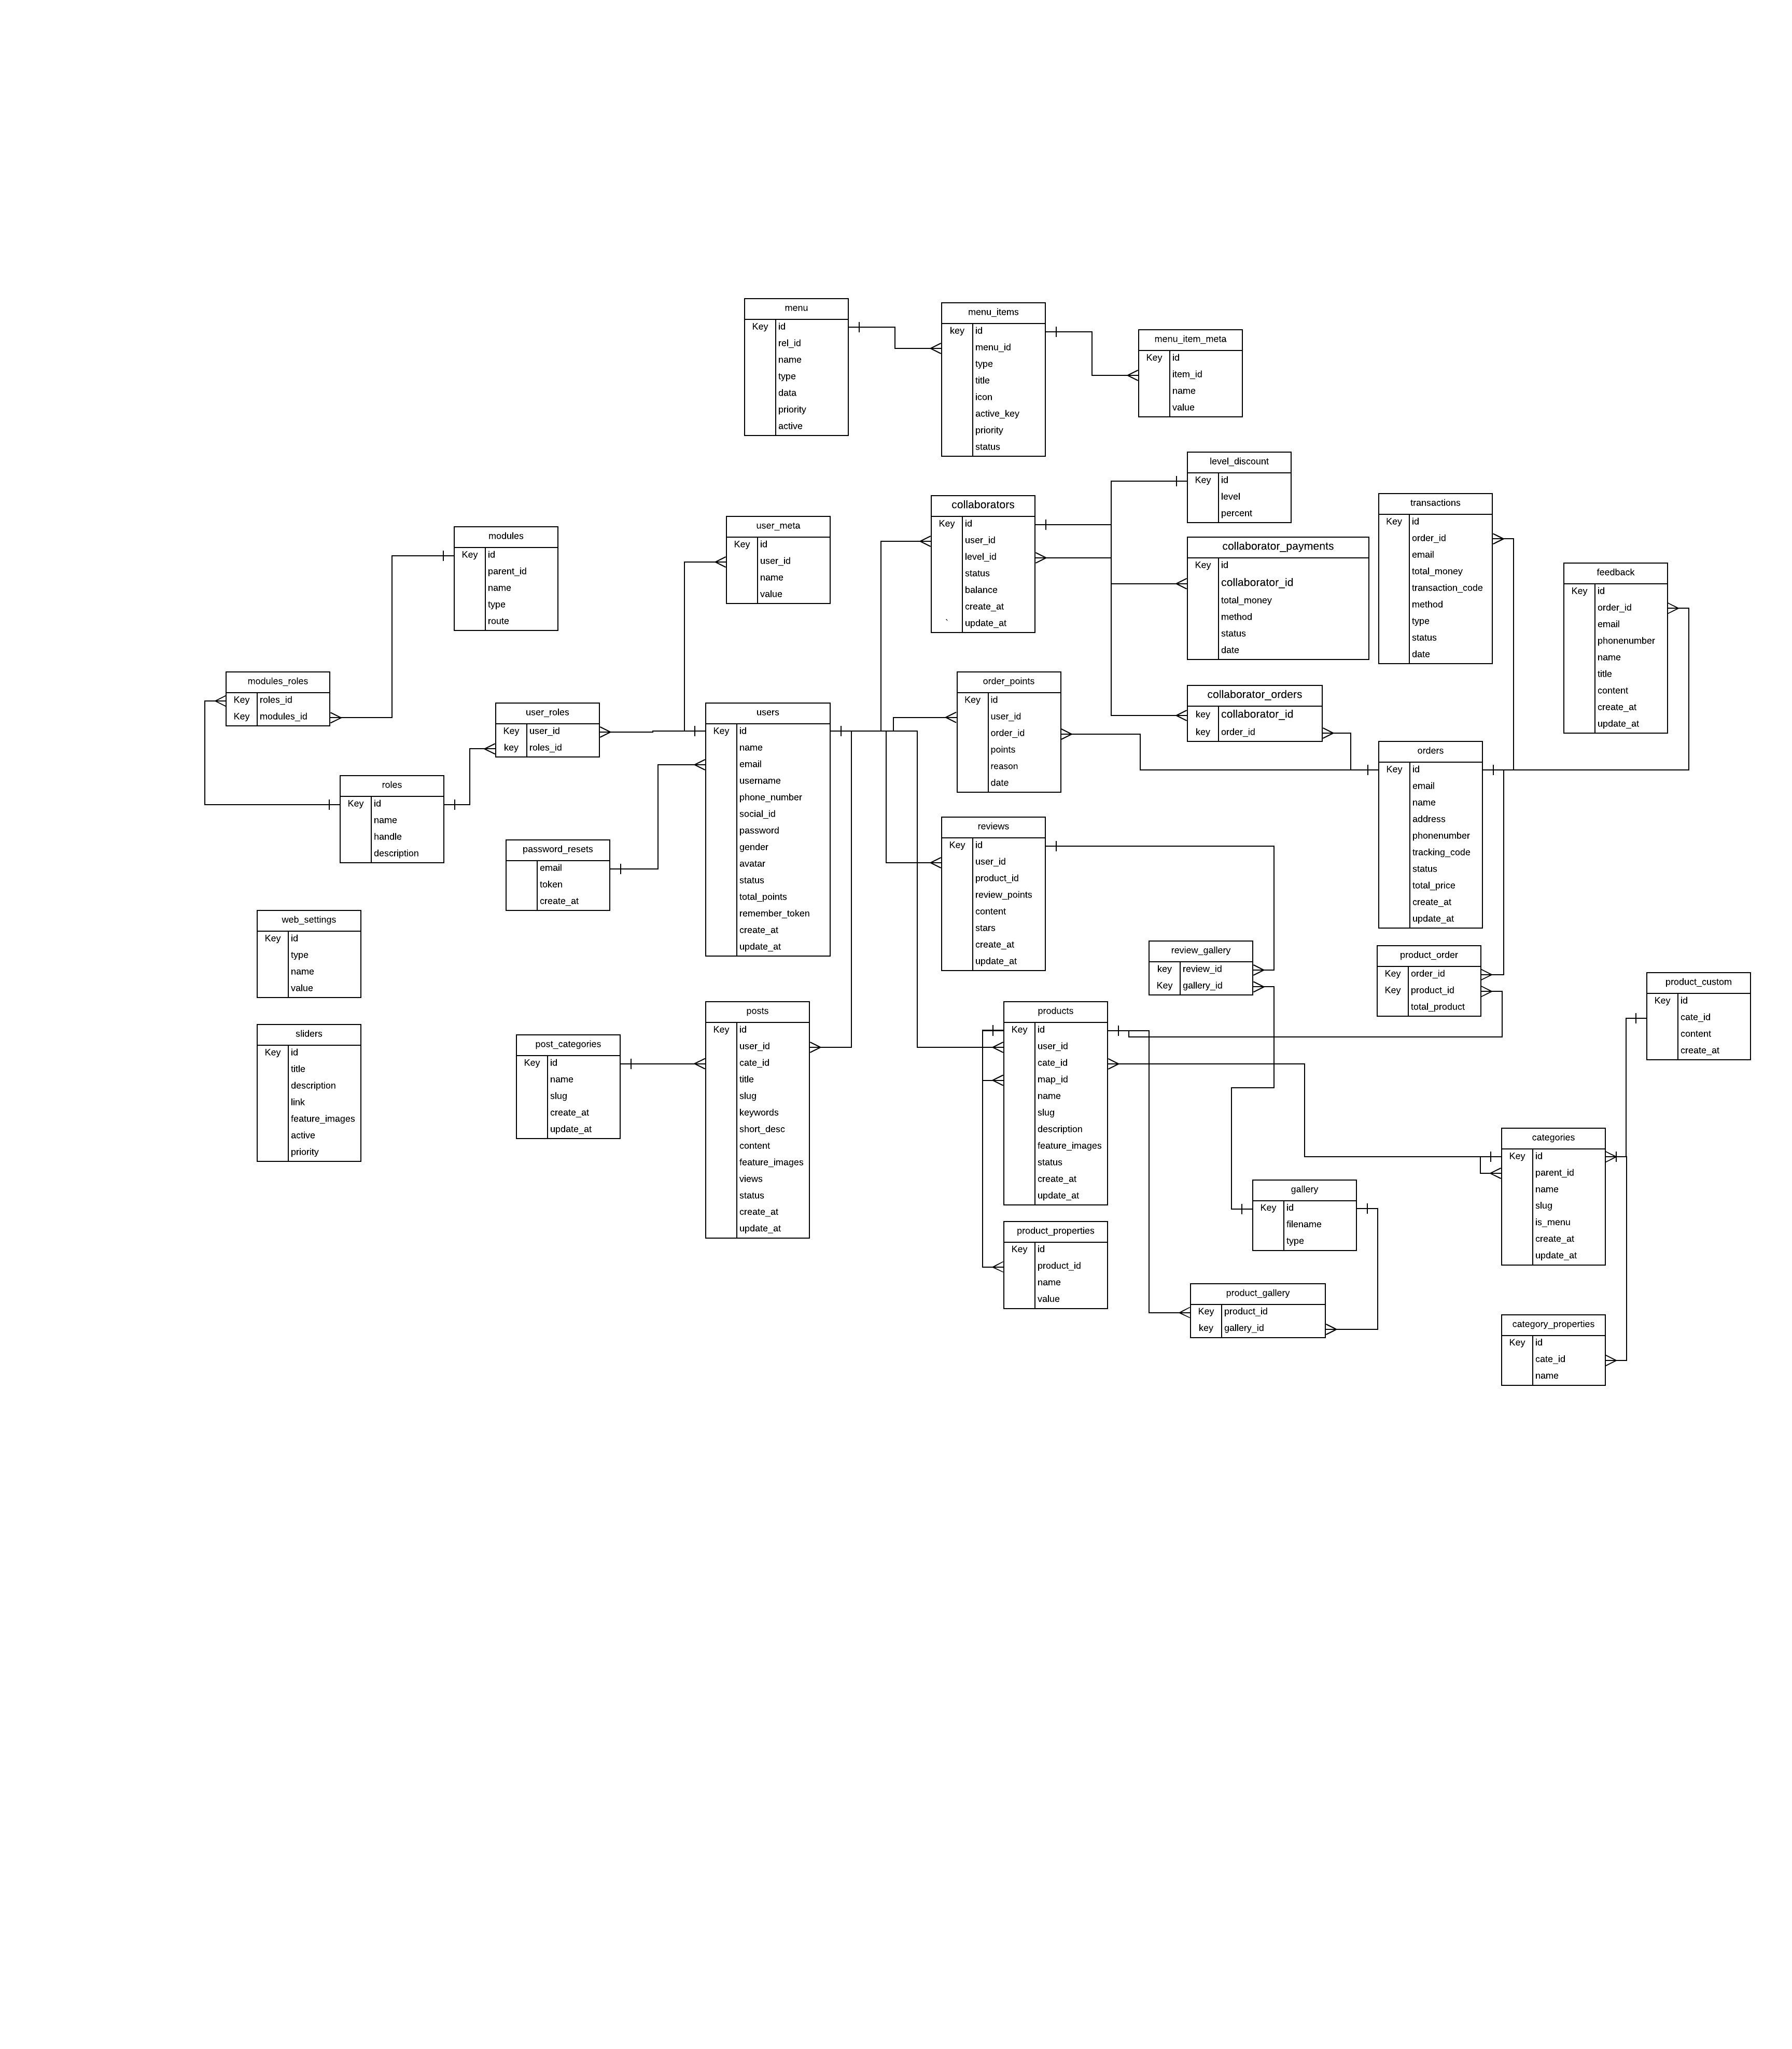 menu
Key id
rel_id
name
type
data
priority
active
menu_items
key id
menu_id
type
title
icon
active_key
priority
status
menu_item_meta
Key id
item_id
name
value
level_discount
Key id
level
percent
collaborators
Key id
user_id
level_id
status
balance
create_at
` update_at
transactions
Key id
order_id
email
total_money
transaction_code
method
type
status
date
user_meta
Key id
user_id
name
value
modules
Key id
parent_id
name
type
route
collaborator_payments
Key id
collaborator_id
total_money
method
status
date
feedback
Key id
order_id
email
phonenumber
name
title
content
create_at
update_at
modules_roles
Key roles_id
Key modules_id
order_points
Key id
user_id
order_id
points
reason
date
collaborator_orders
key collaborator_id
key order_id
user_roles
Key user_id
key roles_id
users
Key id
name
email
username
phone_number
social_id
password
gender
avatar
status
total_points
remember_token
create_at
update_at
orders
Key id
email
name
address
phonenumber
tracking_code
status
total_price
create_at
update_at
roles
Key id
name
handle
description
reviews
Key id
user_id
product_id
review_points
content
stars
create_at
update_at
password_resets
email
token
create_at
web_settings
Key id
type
name
value
review_gallery
key review_id
Key gallery_id
product_order
Key order_id
Key product_id
total_product
product_custom
Key id
cate_id
content
create_at
posts
Key id
user_id
cate_id
title
slug
keywords
short_desc
content
feature_images
views
status
create_at
update_at
products
Key id
user_id
cate_id
map_id
name
slug
description
feature_images
status
create_at
update_at
sliders
Key id
title
description
link
feature_images
active
priority
post_categories
Key id
name
slug
create_at
update_at
categories
Key id
parent_id
name
slug
is_menu
create_at
update_at
gallery
Key id
filename
type
product_properties
Key id
product_id
name
value
product_gallery
Key product_id
key gallery_id
category_properties
Key id
cate_id
name